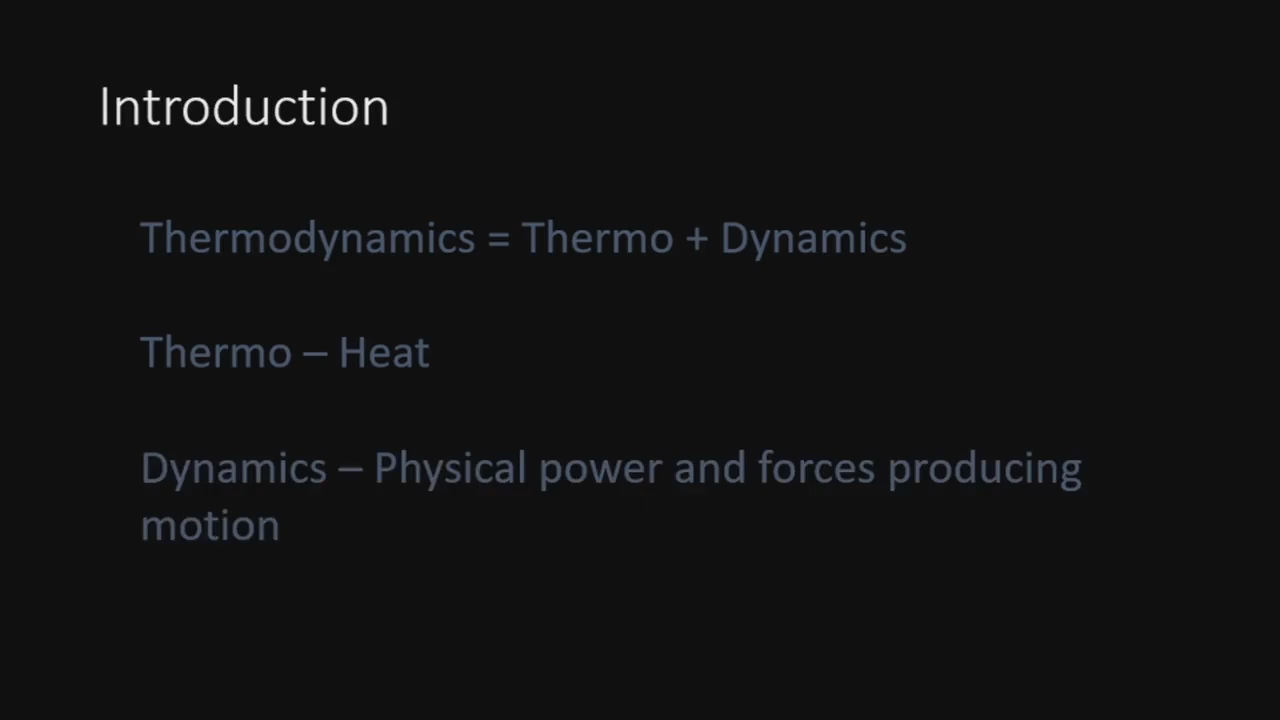 Introduction
Thermodynamics = Thermo + Dynamics
Thermo – Heat
Dynamics – Physical power and forces producing
motion